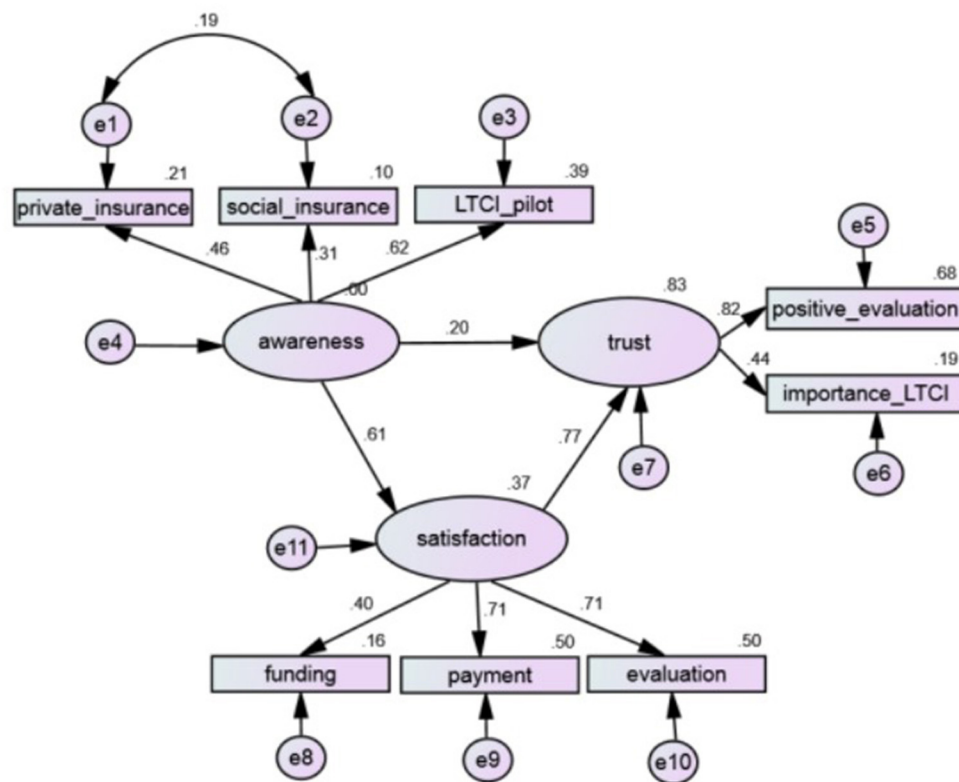 .19
e1
e2
e3
.21
.10
.39
private_insurance
social_insurance
LTCI_pilot
.46
.31
.62
e5
.00
.83
.68
.82
positive_evaluation
e4
awareness
.20
trust
.44
.19
importance_LTCI
.61
.77
e7
e6
.37
e11
satisfaction
.40
.71
.71
.16
.50
.50
funding
payment
evaluation
e8
e9
e10